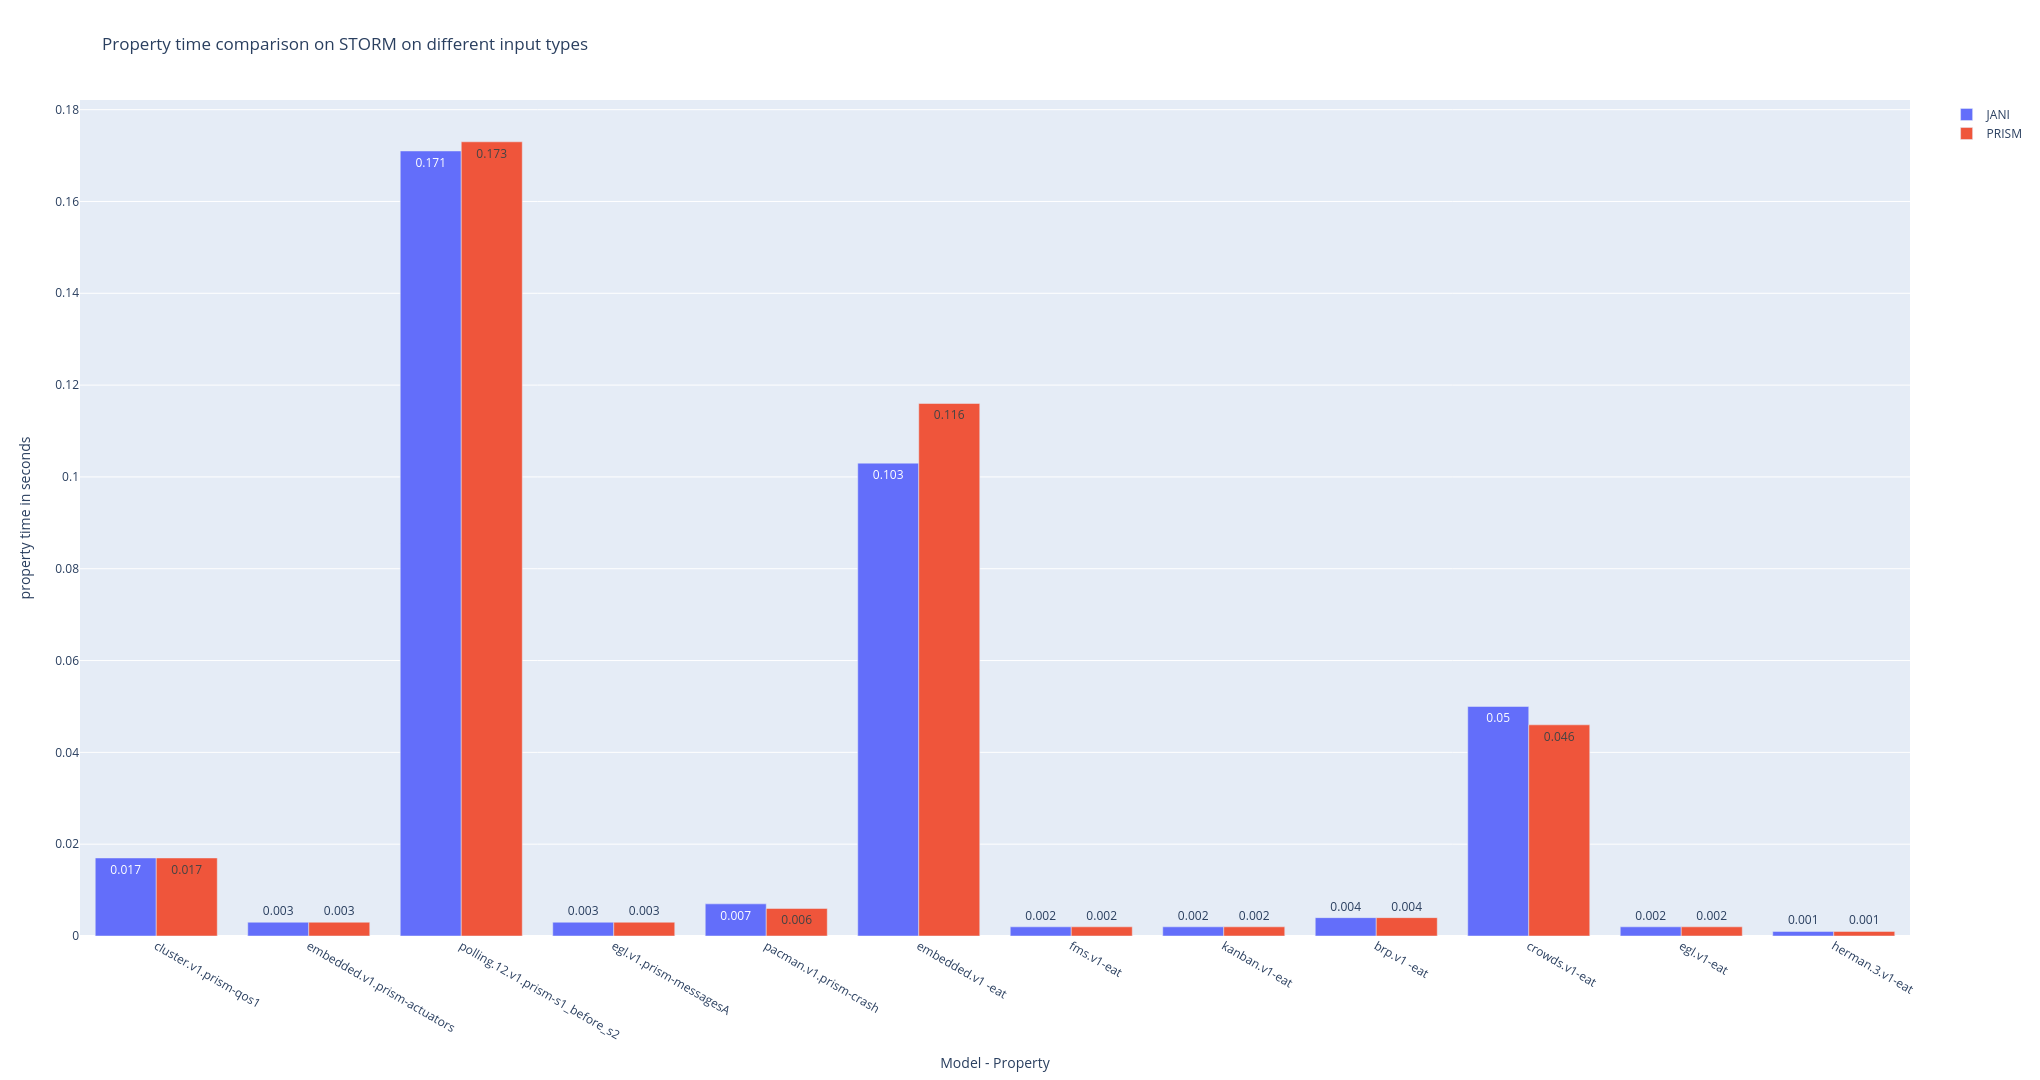 Property time comparison on STORM on different input types
JANI
PRISM
property time in seconds
0.18
0.16
0.14
0.12
0.1
0.08
0.06
0.04
0.02
0
0.017 0.017
0.003 0.003
0.171 0.173
0.003 0.003
0.007 0.006
0.103 0.116
0.002 0.002
0.002 0.002
0.004 0.004
0.05 0.046
0.002 0.002
0.001 0.001
cluster.v1.prism-qos1
embedded.v1.prism-actuators
polling.12.v1.prism-s1_before_s2
egl.v1.prism-messagesA
pacman.v1.prism-crash
embedded.v1 -eat
fms.v1-eat
kanban.v1-eat
brp.v1 -eat
crowds.v1-eat
egl.v1-eat
herman.3.v1-eat
Model - Property